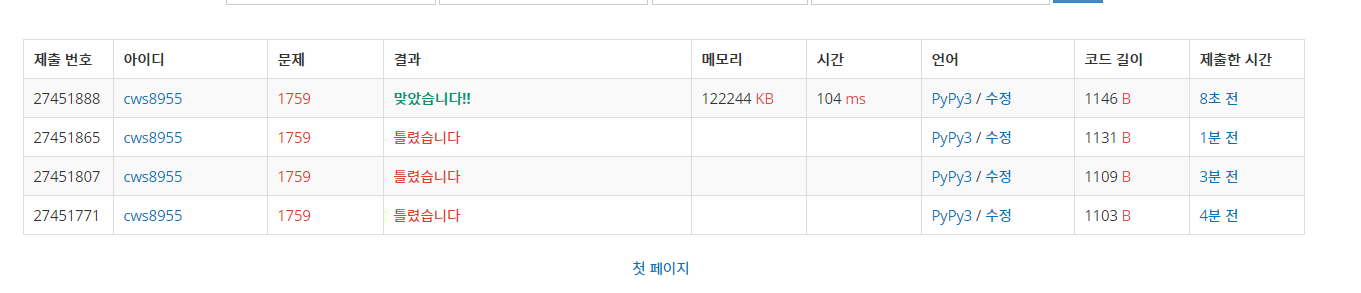 제출 번호 아이디 문제 결과 메모리 시간 언어 코드 길이 제출한 시간
27451888 cws8955 1759 맞았습니다!! 122244 KB 104 ms PyPy3 / 수정 1146 B 8초 전
27451865 cws8955 1759 틀렸습니다 PyPy3 / 수정 1131 B 1분 전
27451807 cws8955 1759 틀렸습니다 PyPy3 / 수정 1109 B 3분 전
27451771 cws8955 1759 틀렸습니다 PyPy3 / 수정 1103 B 4분 전
첫 페이지